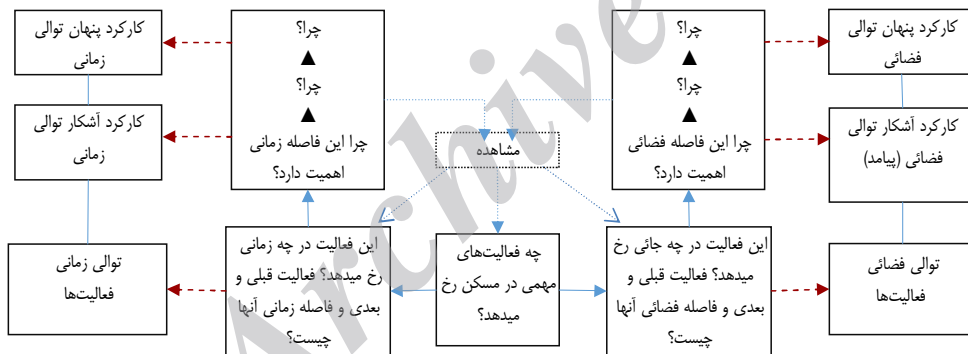 کارکرد پنهان توالی
فضائی
کارکرد آشکار توالی
فضائی (پیامد)
توالی فضائی
فعالیت‌ها
چرا؟
چرا؟
چرا این فاصله فضائی
اهمیت دارد؟
این فعالیت در چه جائی رخ
میدهد؟ فعالیت قبلی و
بعدی و فاصله فضائی آنها
چیست؟
مشاهده
چه فعالیت‌های
مهمی در مسکن رخ
میدهد؟
چرا؟
چرا؟
چرا این فاصله زمانی
اهمیت دارد؟
این فعالیت در چه زمانی
رخ میدهد؟ فعالیت قبلی و
بعدی و فاصله زمانی آنها
چیست؟
کارکرد پنهان توالی
زمانی
کارکرد آشکار توالی
زمانی
توالی زمانی
فعالیت‌ها
Archive